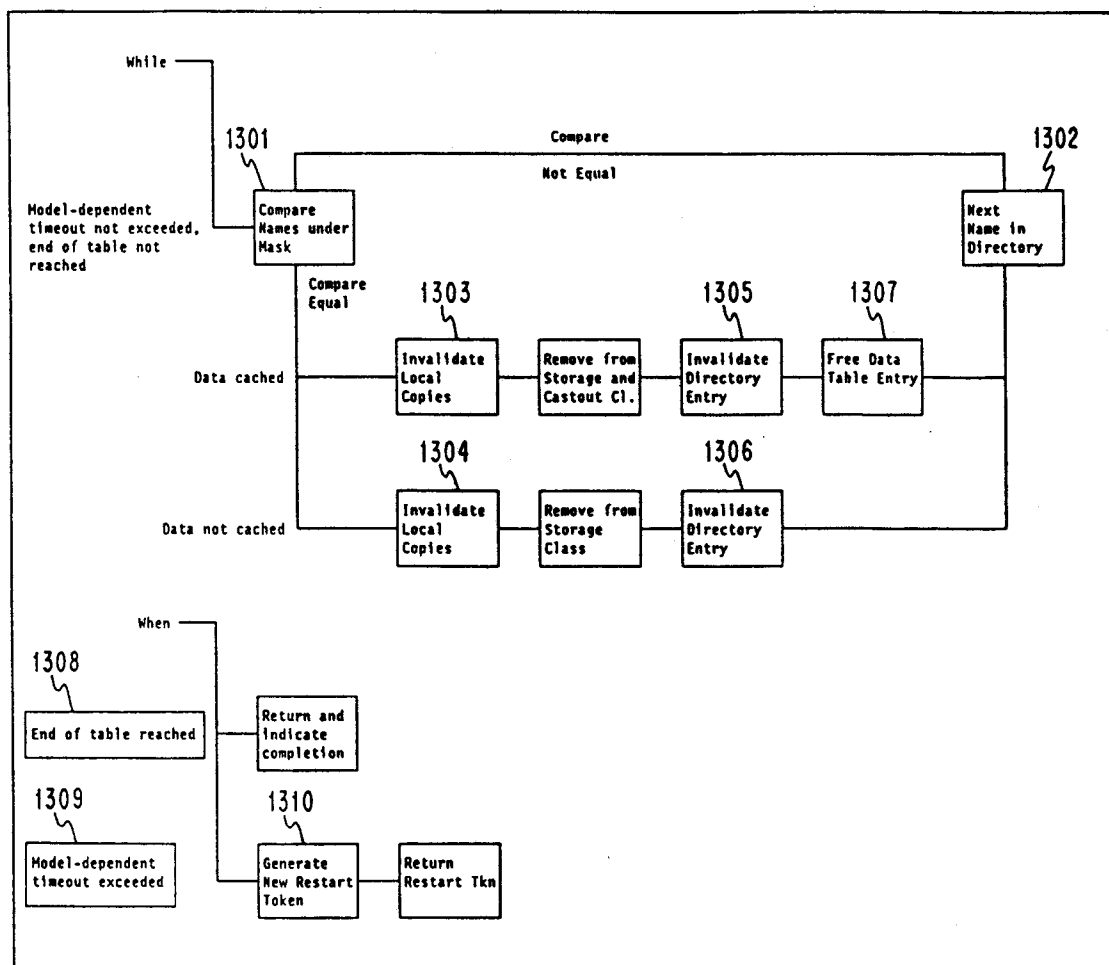 While
1301
Compare
1302
Not Equal
Model-dependent
timeout not exceeded,
end of table not
reached
Compare
Names under
Mask
Next
Name in
Directory
Compare
Equal
1303
1305
1307
Data cached
Invalidate
Local
Copies
Remove from
Storage and
Castout Cl.
Invalidate
Directory
Entry
Free Data
Table Entry
1304
1306
Data not cached
Invalidate
Local
Copies
Remove from
Storage
Class
Invalidate
Directory
Entry
When
1308
End of table reached
Return and
indicate
completion
1309
1310
Model-dependent
timeout exceeded
Generate
New Restart
Token
Return
Restart Tkn